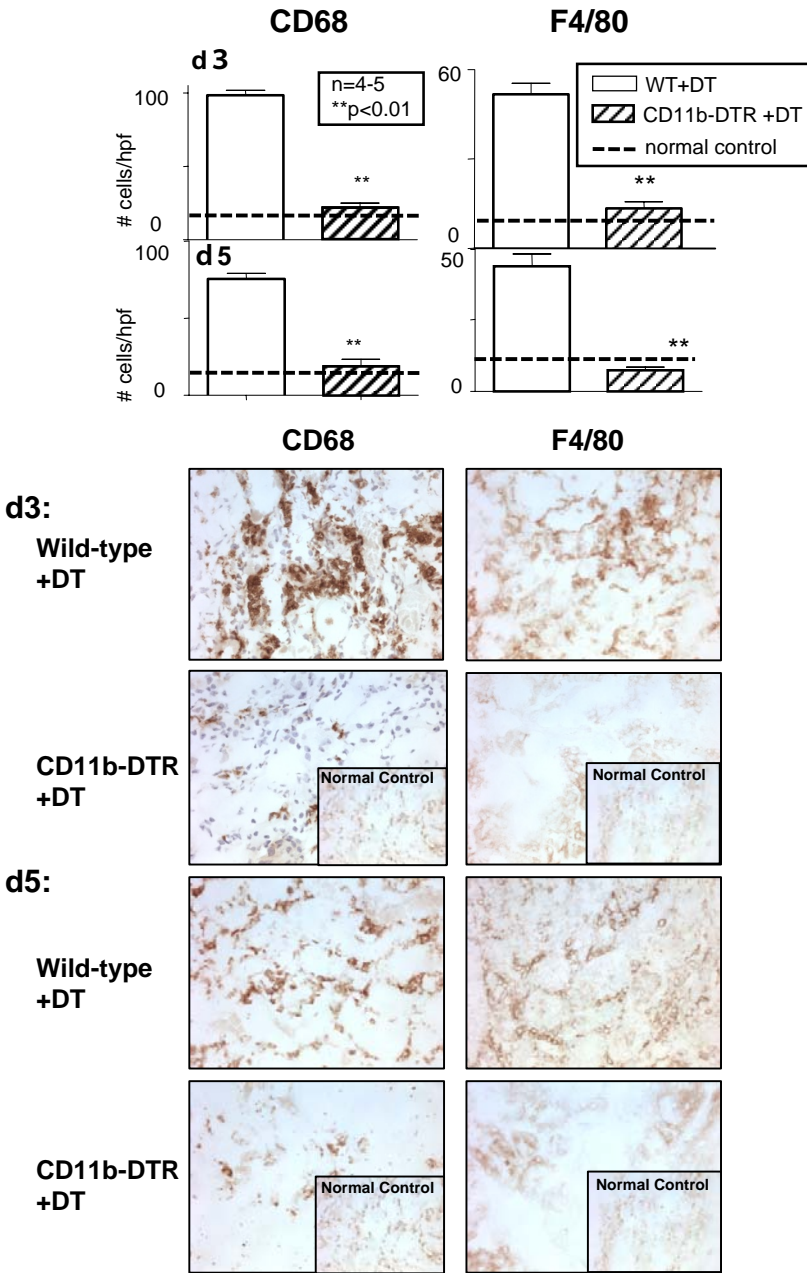 CD68
F4/80
d 3
100
# cells/hpf
0
n=4-5
**p<0.01
**
60
0
WT+DT
CD11b-DTR +DT
normal control
**
d 5
100
# cells/hpf
0
**
50
0
**
CD68
F4/80
d3:
Wild-type
+DT
CD11b-DTR
+DT
Normal Control
Normal Control
d5:
Wild-type
+DT
CD11b-DTR
+DT
Normal Control
Normal Control